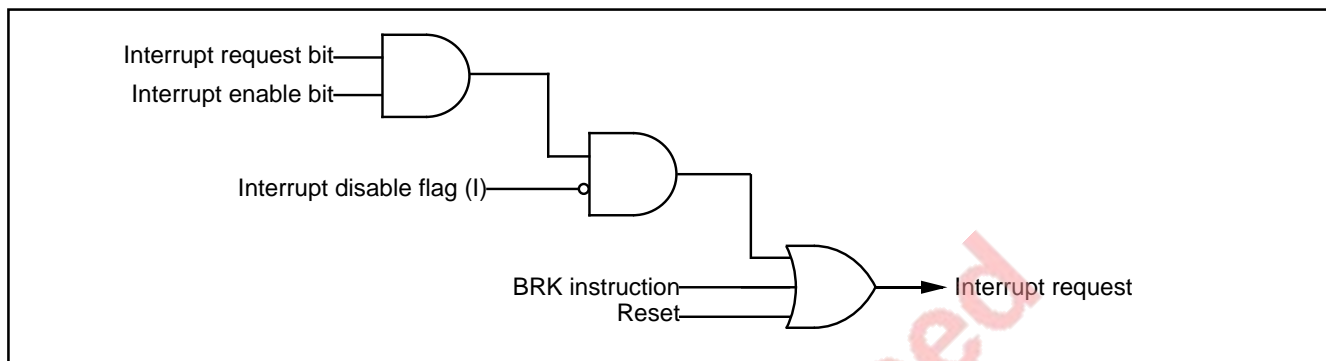 Interrupt request bit
Interrupt enable bit
Interrupt disable flag (I)
BRK instruction
Reset
Interrupt request